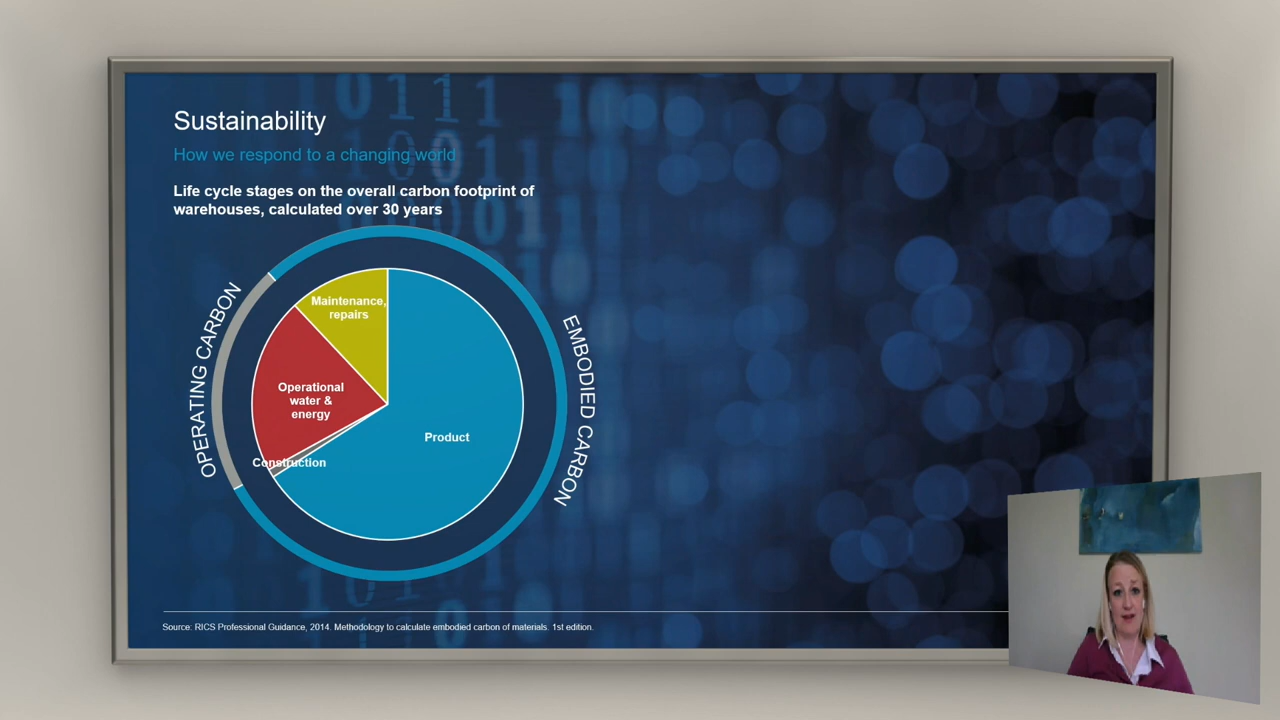 Sustainability
How we respond to a changing world
Life cycle stages on the overall carbon footprint of
warehouses, calculated over 30 years
OPERATING CARBON
EMBODIED CARBON
Maintenance,
repairs
Operational
water &
energy
Product
Construction
Source: RICS Professional Guidance, 2014. Methodology to calculate embodied carbon of materials. 1st edition.